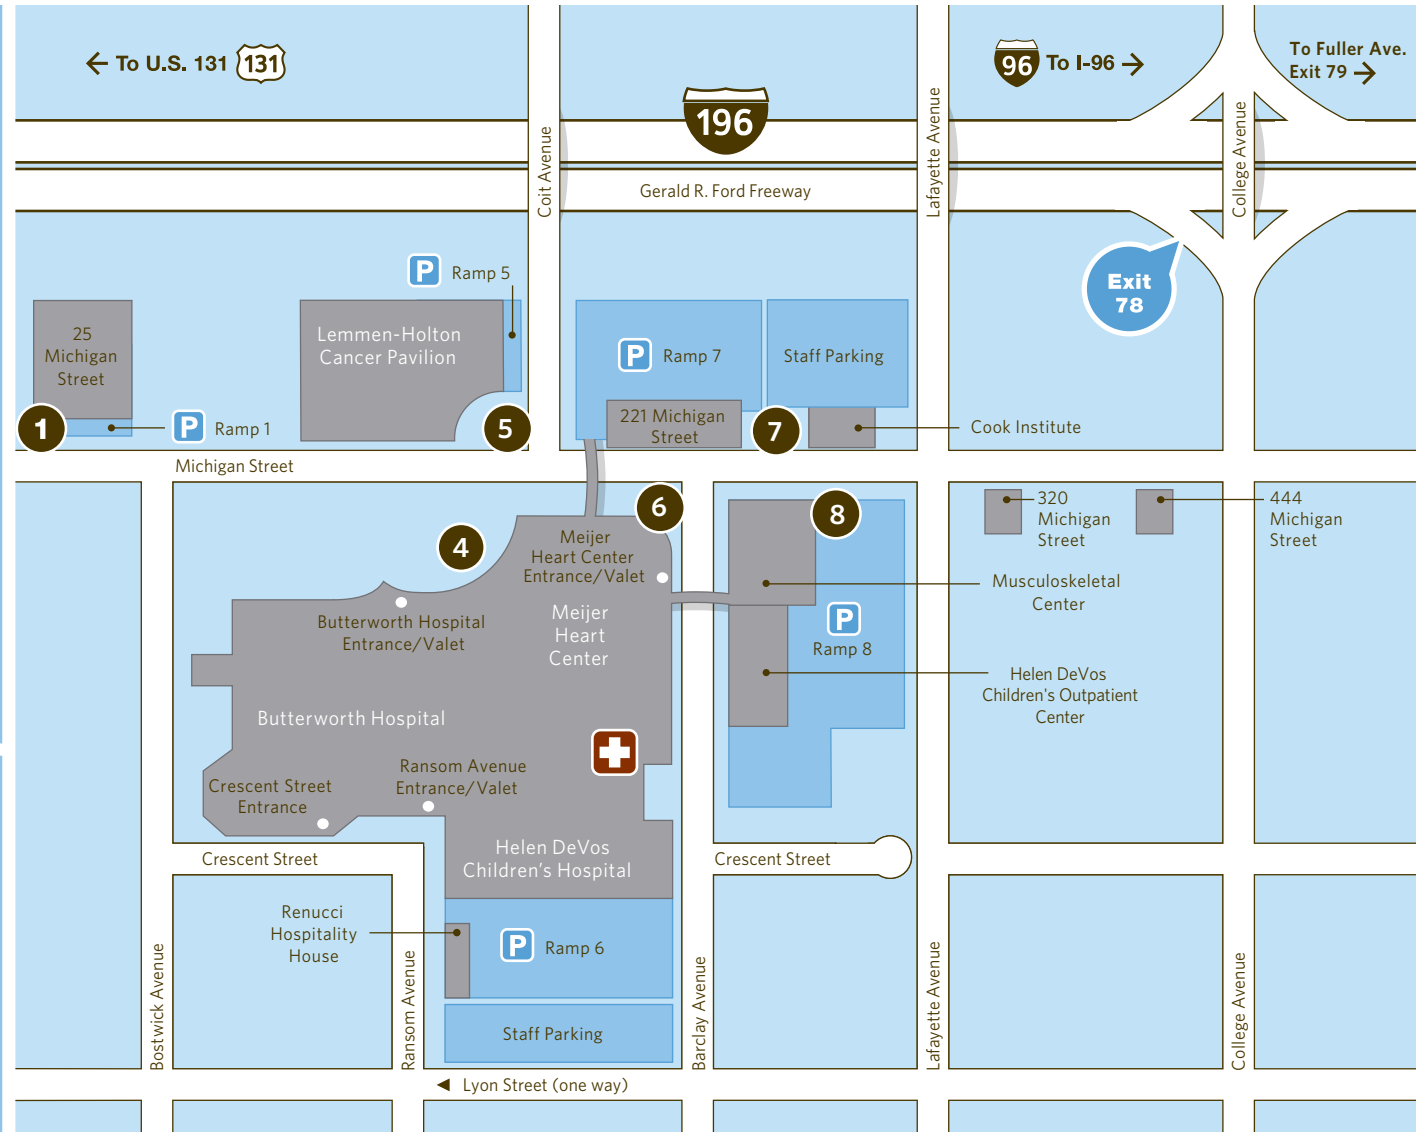 To U.S. 131
131
196
96
To I-96
To Fuller Ave.
Exit 79
Coit Avenue
Lafayette Avenue
College Avenue
Gerald R. Ford Freeway
Exit
78
Ramp 5
P
25
Michigan
Street
Lemmen-Holton
Cancer Pavilion
P
Ramp 7
Staff Parking
1
P
Ramp 1
5
221 Michigan
Street
7
Cook Institute
Michigan Street
4
6
8
Meijer
Heart Center
Entrance/Valet
320
Michigan
Street
444
Michigan
Street
Butterworth Hospital
Entrance/Valet
Meijer
Heart
Center
Musculoskeletal
Center
P
Ramp 8
Helen DeVos
Children's Outpatient
Center
Butterworth Hospital
Crescent Street
Entrance
Ransom Avenue
Entrance/Valet
Helen DeVos
Children's Hospital
Crescent Street
Crescent Street
Renucci
Hospitality
House
P
Ramp 6
Staff Parking
Bostwick Avenue
Ransom Avenue
Barclay Avenue
Lafayette Avenue
College Avenue
Lyon Street (one way)